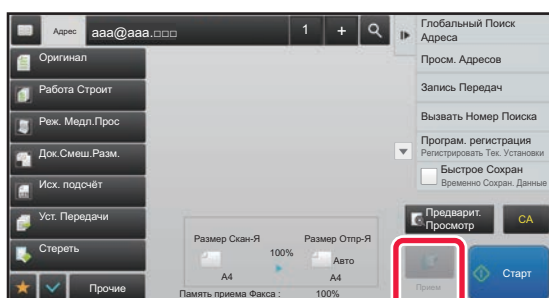 Адрес
aaa@aaa.□□□
1
+
Глобальный Поиск
Адреса
Оригинал
Просм. Адресов
Работа Строит
Запись Передач
Реж. Медл.Прос
Вызвать Номер Поиска
Док.Смеш.Разм.
Програм. регистрация
Регистрировать Тек. Установки
Исх. подсчёт
Быстрое Сохран
Временно Сохран. Данные
Уст. Передачи
Предварит.
Просмотр
CA
Стереть
Размер Скан-Я
Размер Отпр-Я
100%
Авто
A4
A4
Прием
Старт
Прочие
Память приема Факса :
100%